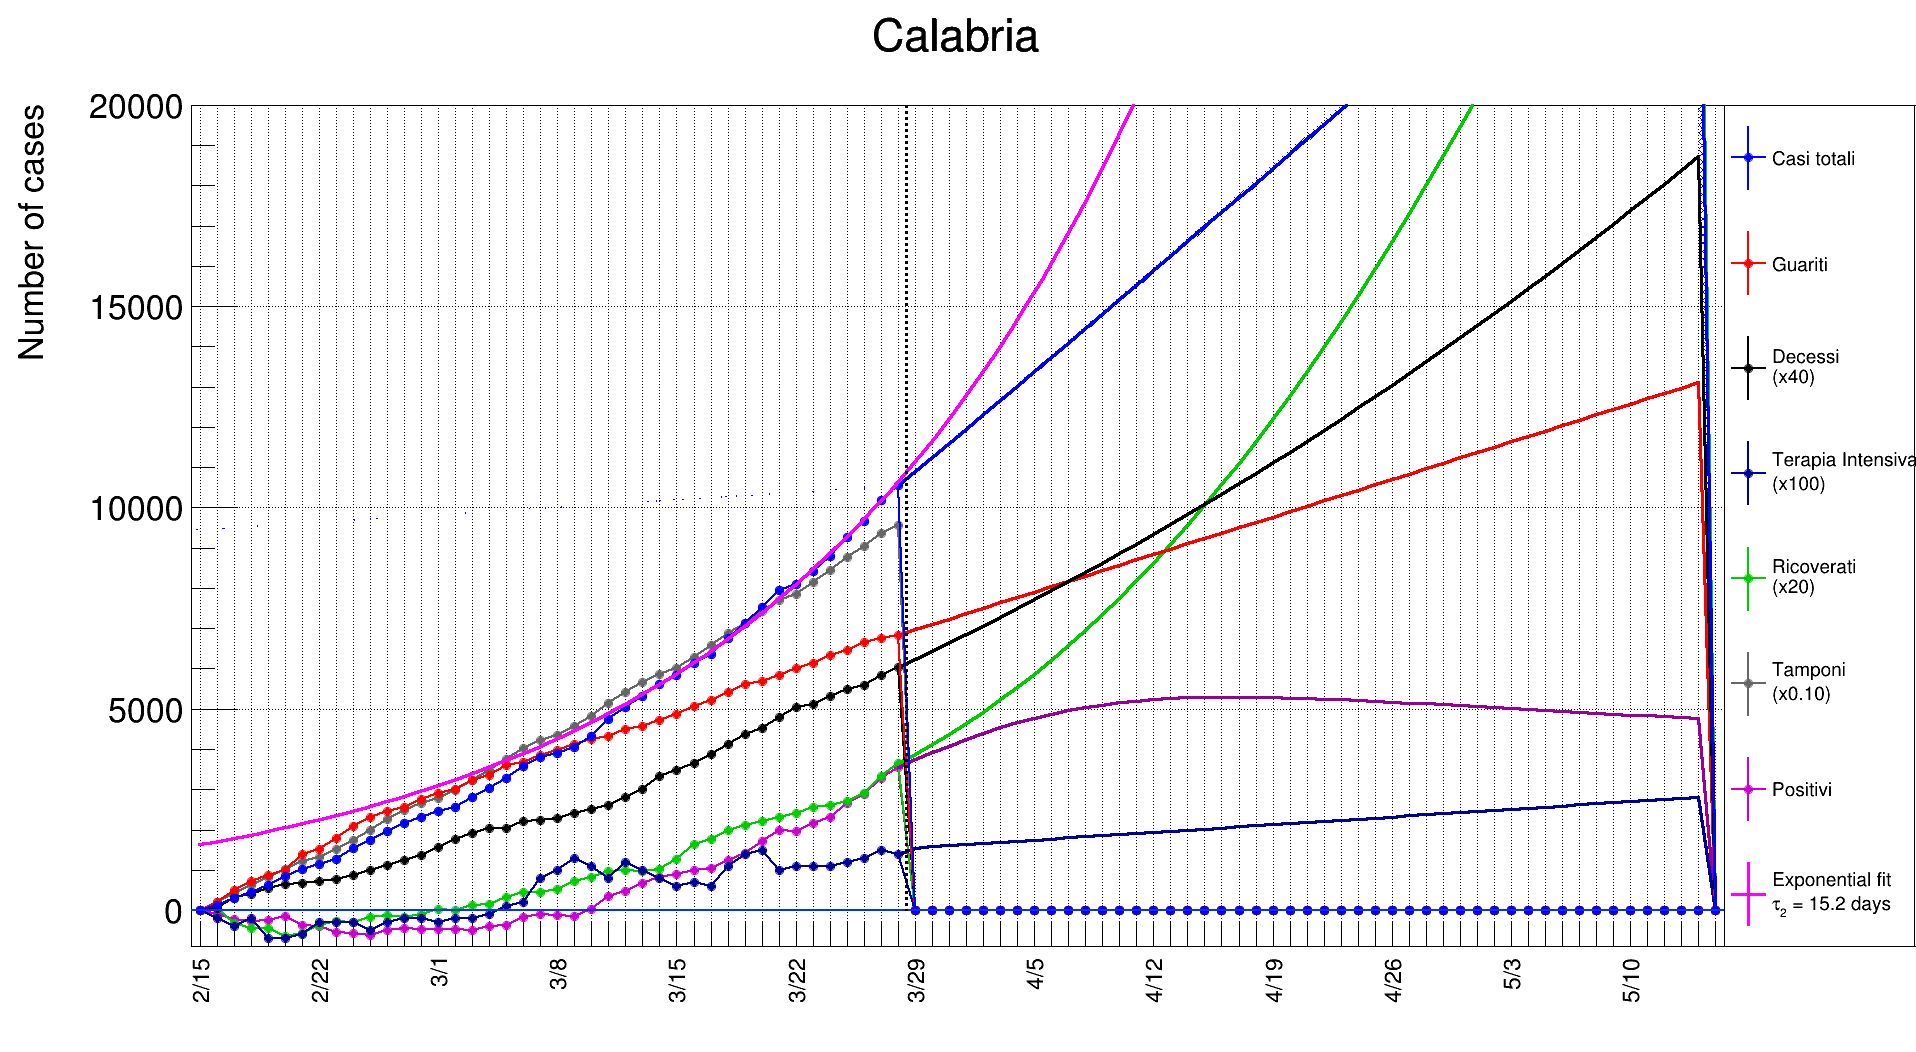 Calabria
Number of cases
20000
15000
10000
5000
0
2/15
2/22
3/1
3/8
3/15
3/22
3/29
4/5
4/12
4/19
4/26
5/3
5/10
Casi totali
Guariti
Decessi
(x40)
Terapia Intensiva
(x100)
Ricoverati
(x20)
Tamponi
(x0.10)
Positivi
Exponential fit
τ2 = 15.2 days